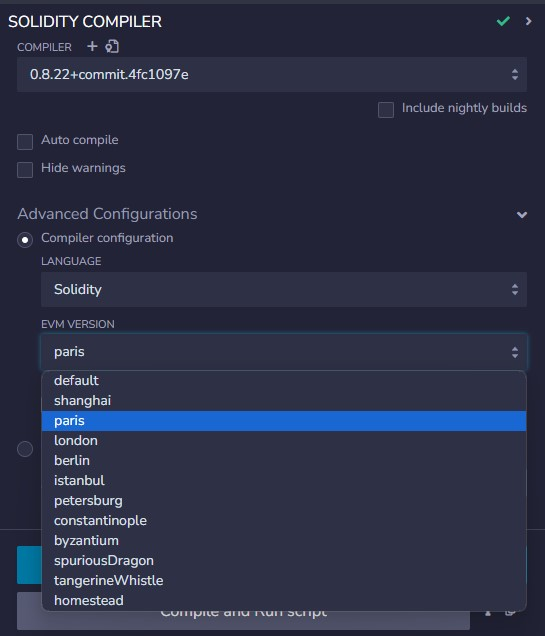 SOLIDITY COMPILER
COMPILER
0.8.22+commit.4fc1097e
Include nightly builds
Auto compile
Hide warnings
Advanced Configurations
Compiler configuration
LANGUAGE
Solidity
EVM VERSION
paris
default
shanghai
paris
london
berlin
istanbul
petersburg
constantinople
byzantium
spuriousDragon
tangerineWhistle
homestead
Compile and Run script